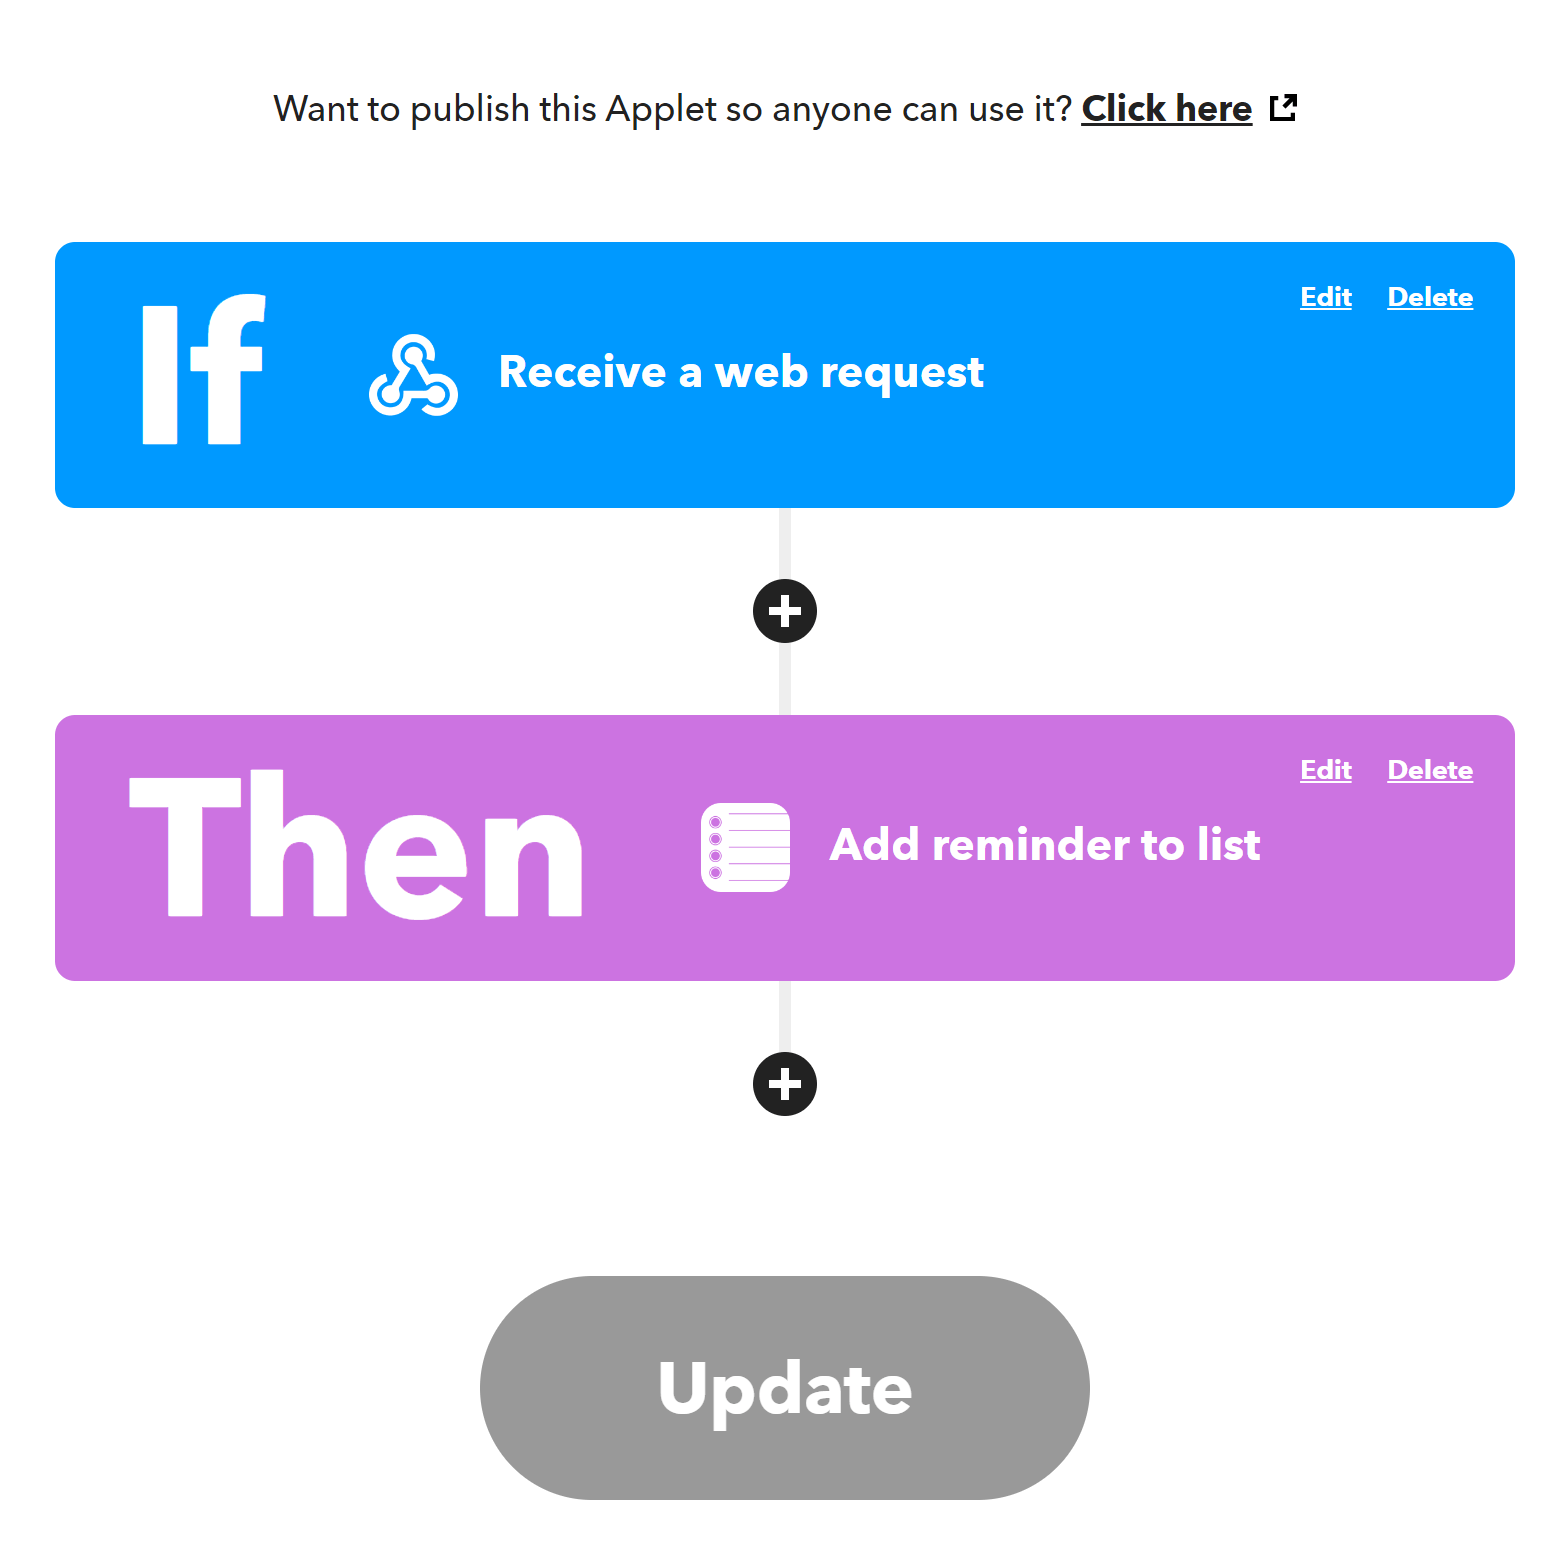 Want to publish this Applet so anyone can use it? Click here
Edit Delete
If Receive a web request
Edit Delete
Then Add reminder to list
Update